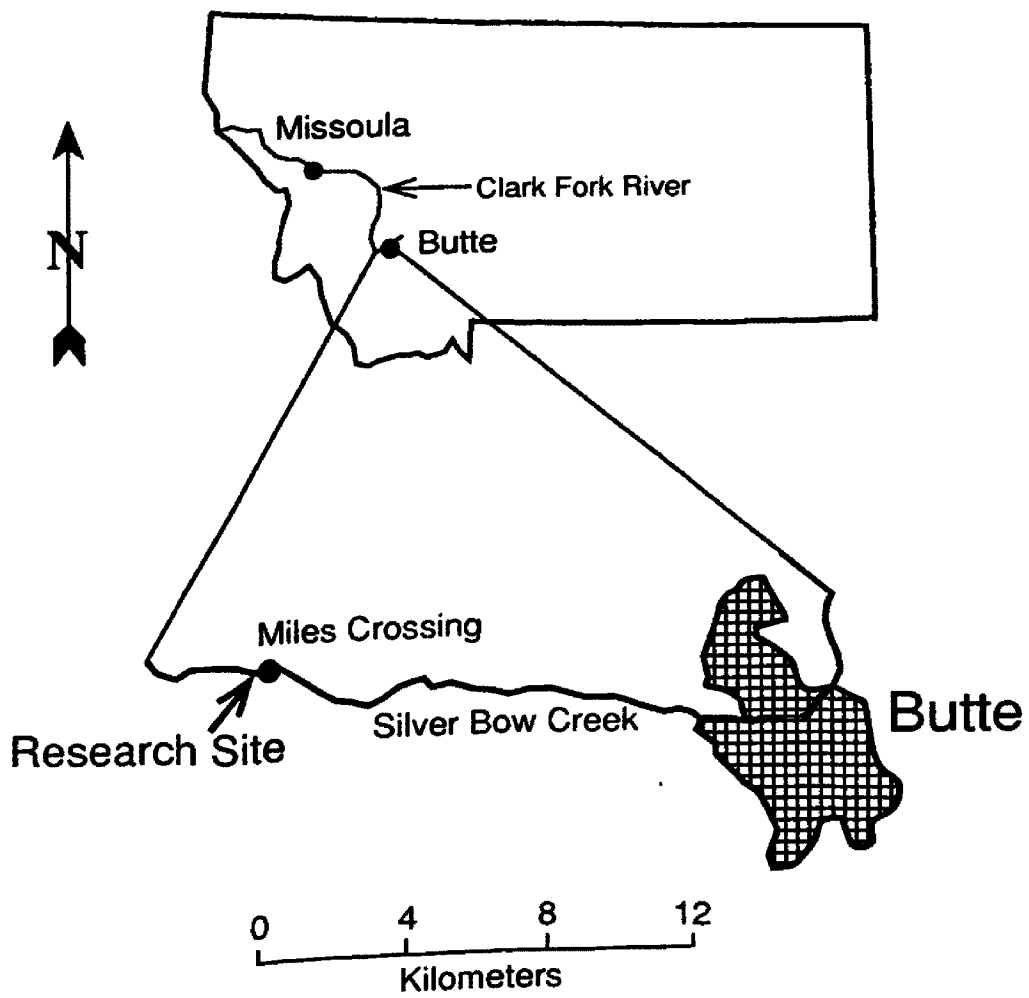 Missoula
Clark Fork River
N
Butte
Miles Crossing
Silver Bow Creek
Butte
Research Site
0 4 8 12
Kilometers